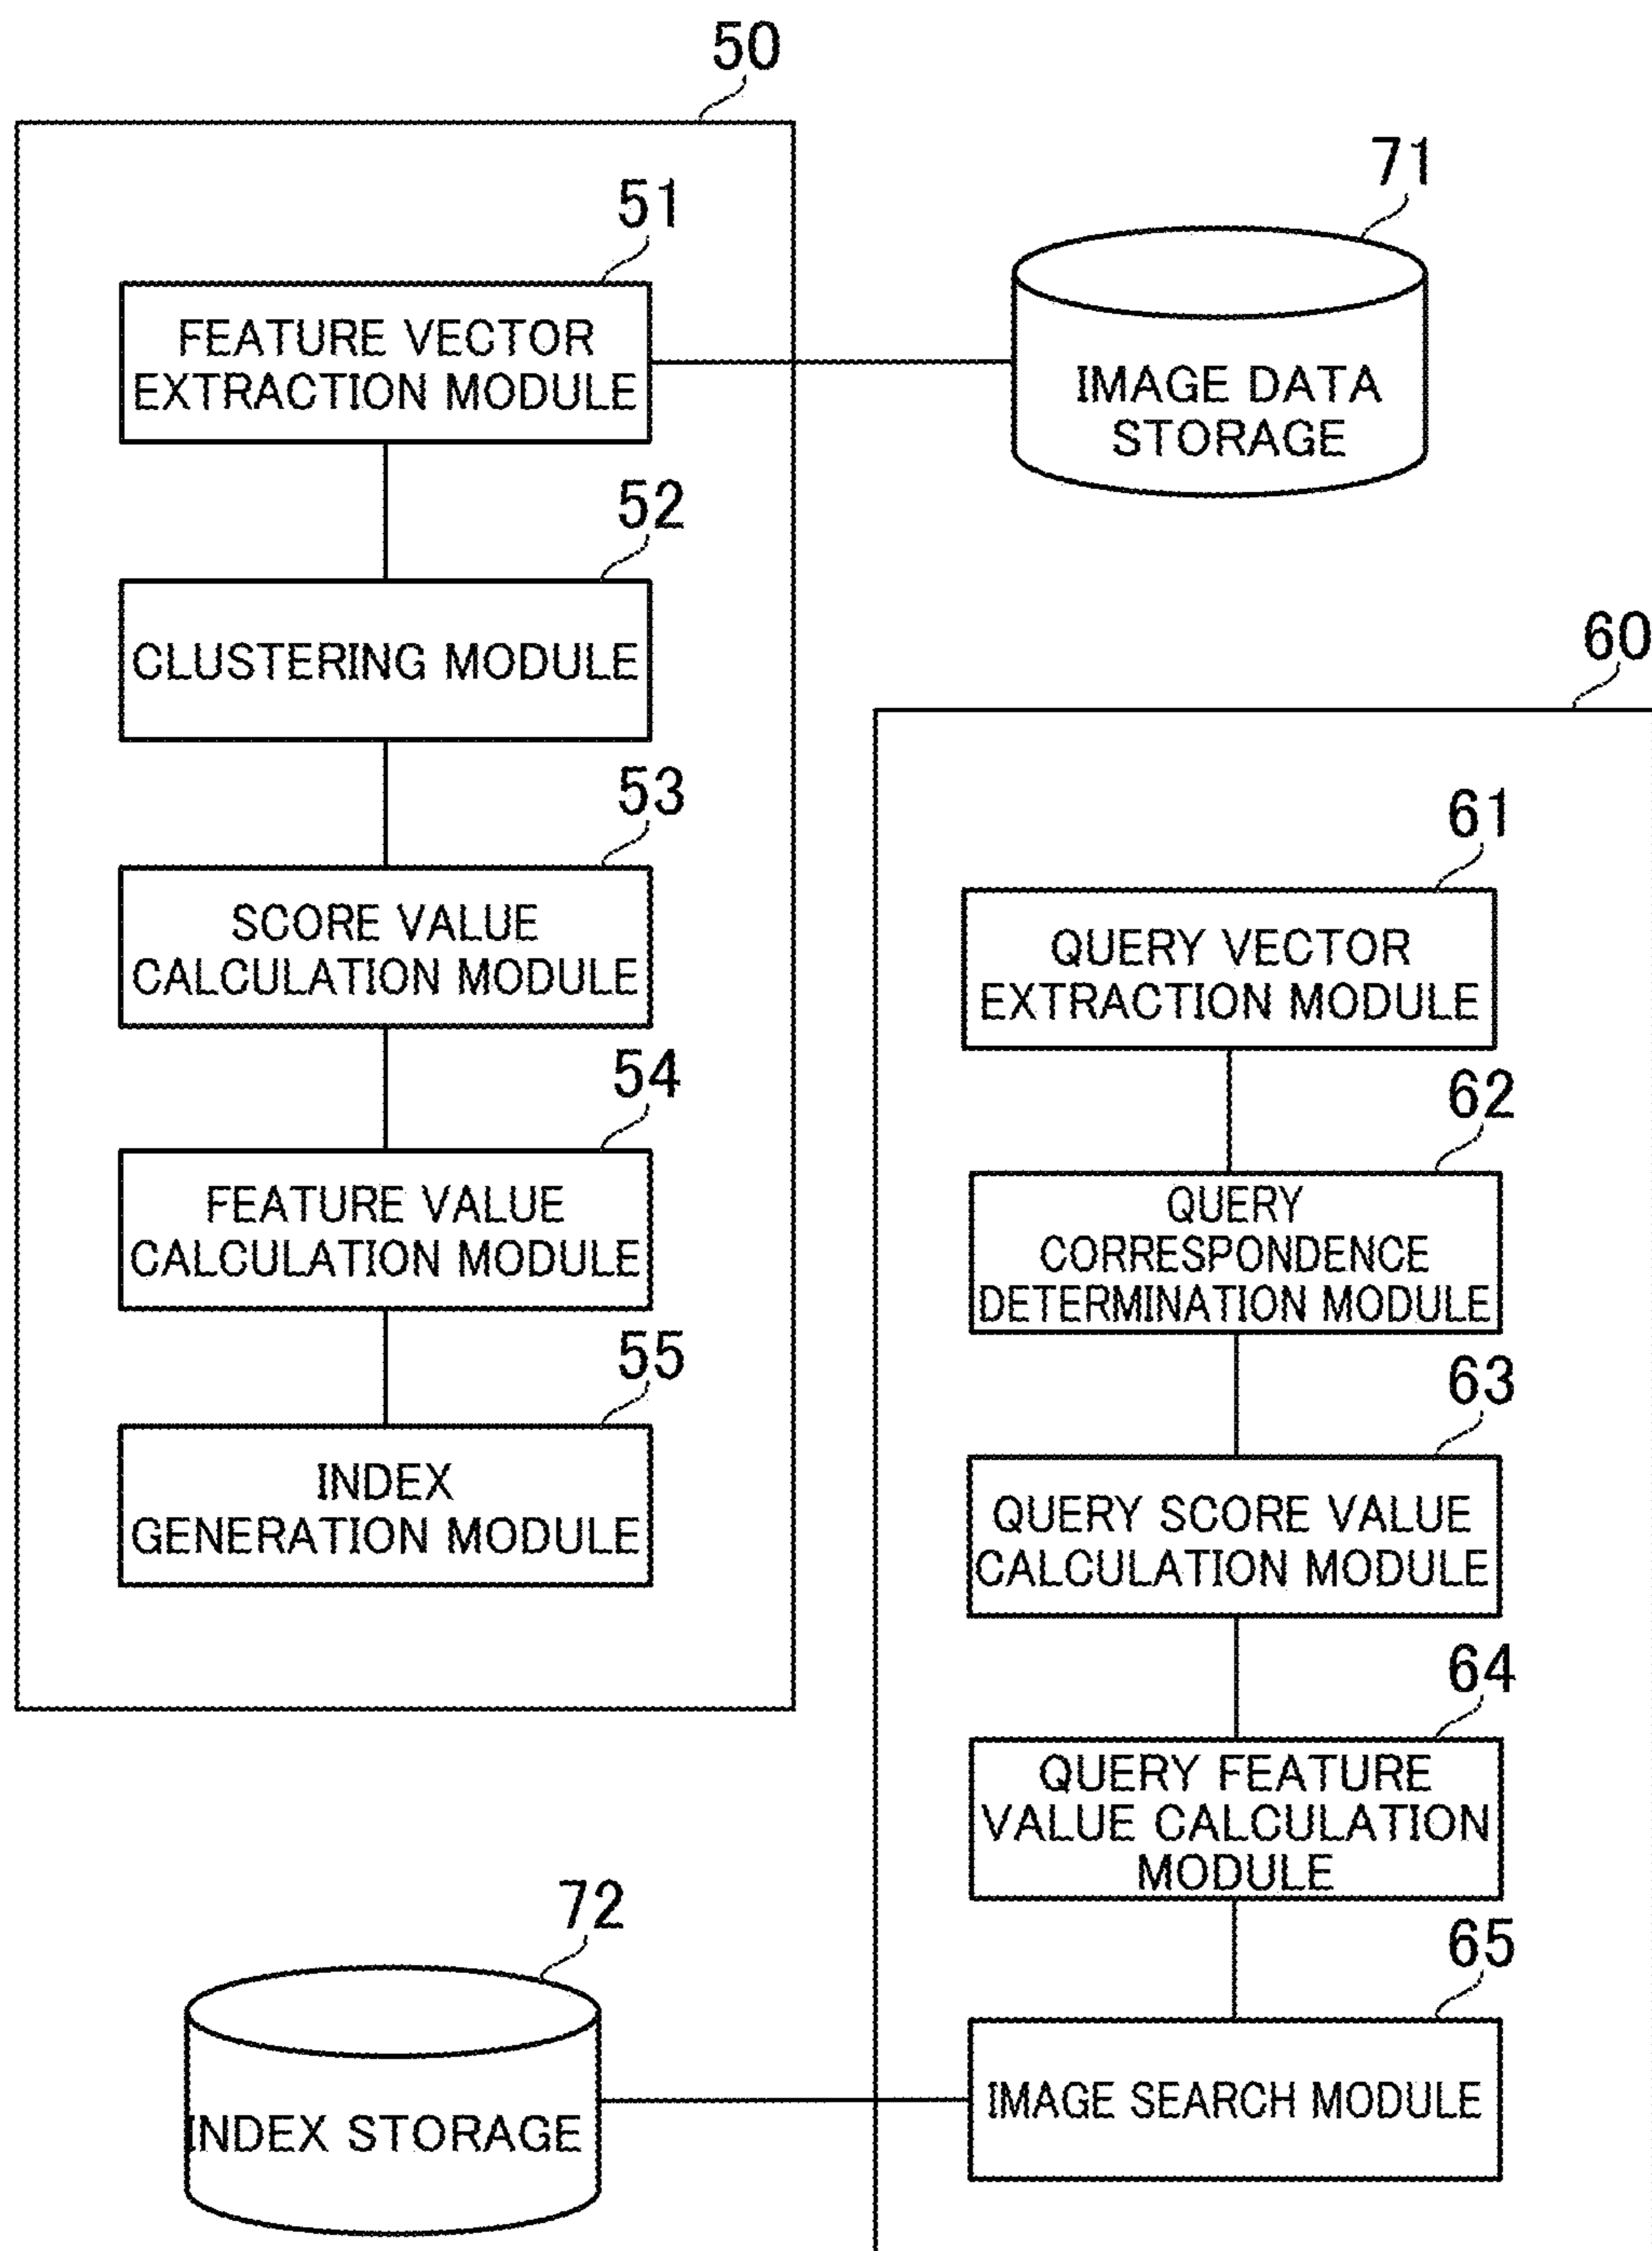 50
51
FEATURE VECTOR
EXTRACTION MODULE
52
CLUSTERING MODULE
53
SCORE VALUE
CALCULATION MODULE
54
FEATURE VALUE
CALCULATION MODULE
55
INDEX
GENERATION MODULE
71
IMAGE DATA
STORAGE
60
61
QUERY VECTOR
EXTRACTION MODULE
62
QUERY
CORRESPONDENCE
DETERMINATION MODULE
63
QUERY SCORE VALUE
CALCULATION MODULE
64
QUERY FEATURE
VALUE CALCULATION
MODULE
65
IMAGE SEARCH MODULE
72
INDEX STORAGE